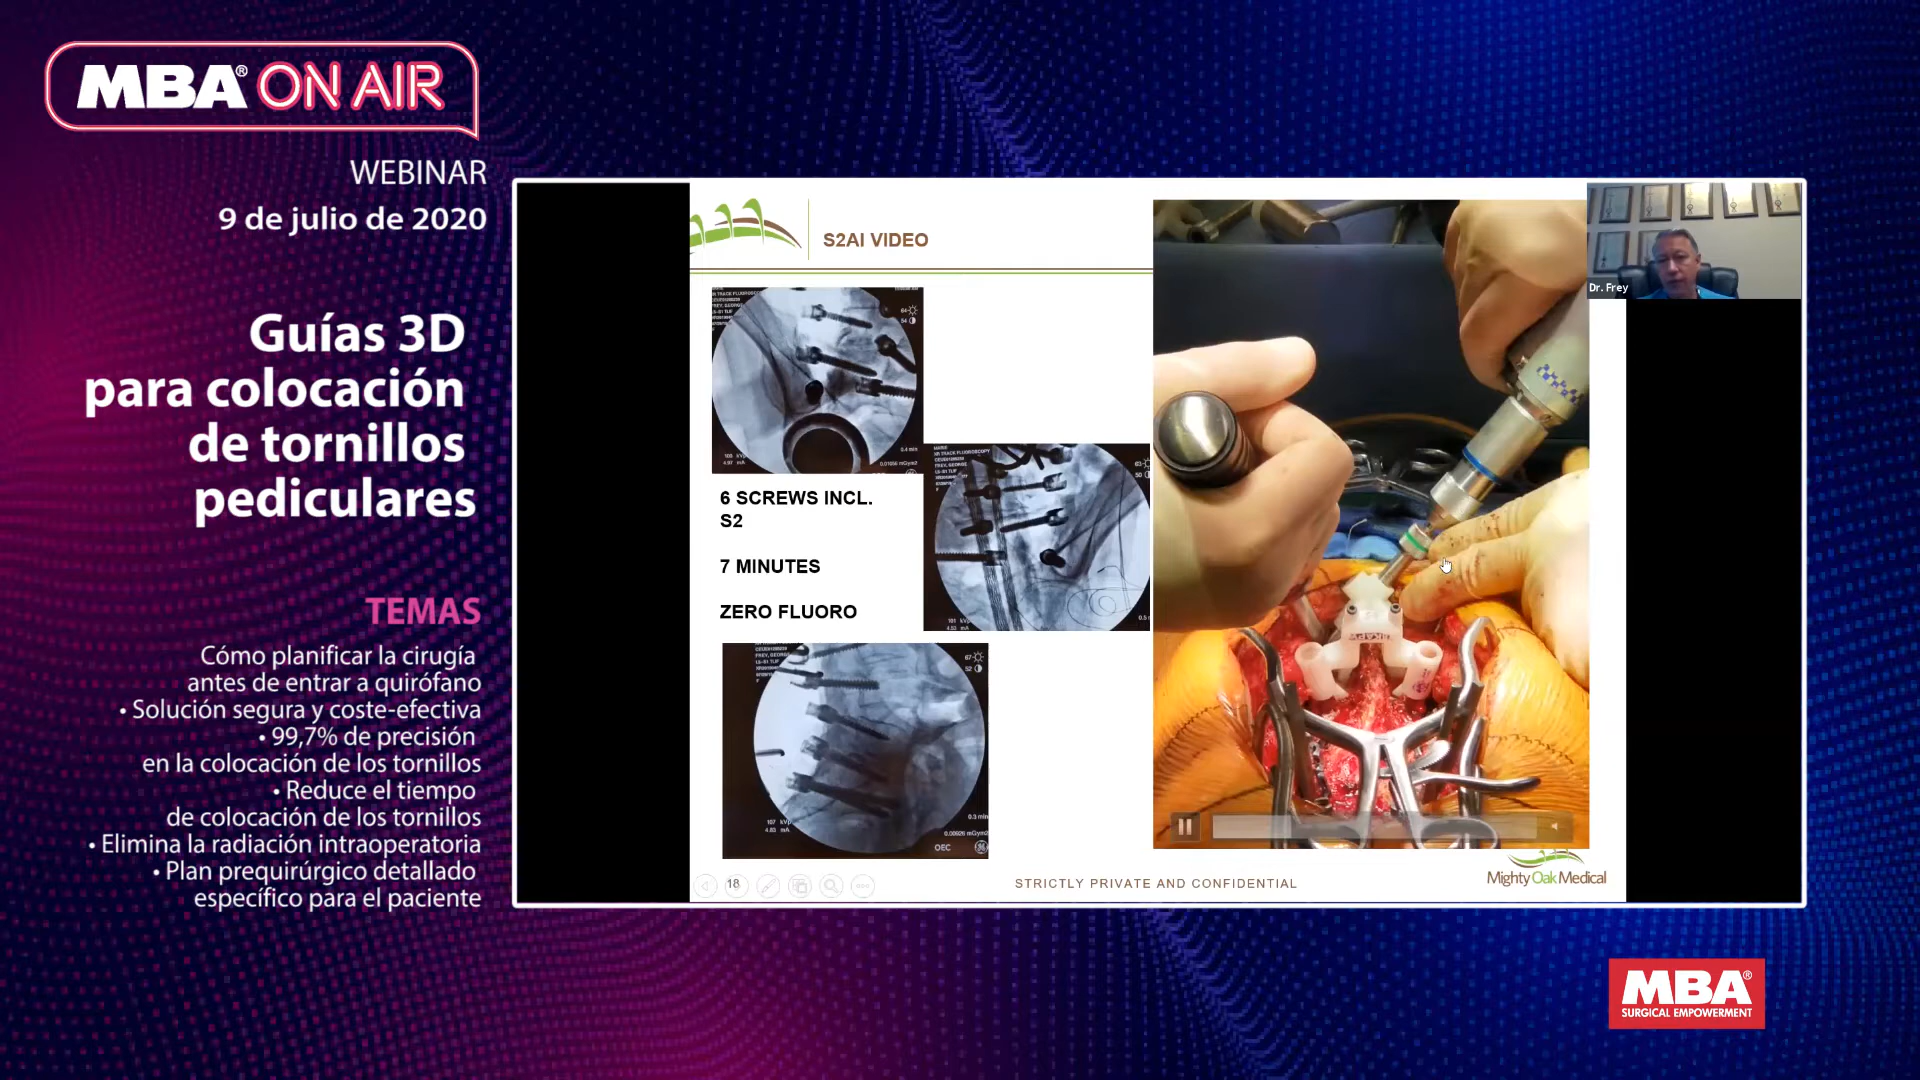 MBA® ON AIR
WEBINAR
9 de julio de 2020
Guías 3D
para colocación
de tornillos
pediculares
TEMAS
Cómo planificar la cirugía
antes de entrar a quirófano
• Solución segura y coste-efectiva
• 99,7% de precisión
en la colocación de los tornillos
• Reduce el tiempo
de colocación de los tornillos
• Elimina la radiación intraoperatoria
• Plan prequirúrgico detallado
específico para el paciente
S2AI VIDEO
6 SCREWS INCL.
S2
7 MINUTES
ZERO FLUORO
OEC
18
STRICTLY PRIVATE AND CONFIDENTIAL
Mighty Oak Medical
Dr. Frey
MBA®
SURGICAL EMPOWERMENT